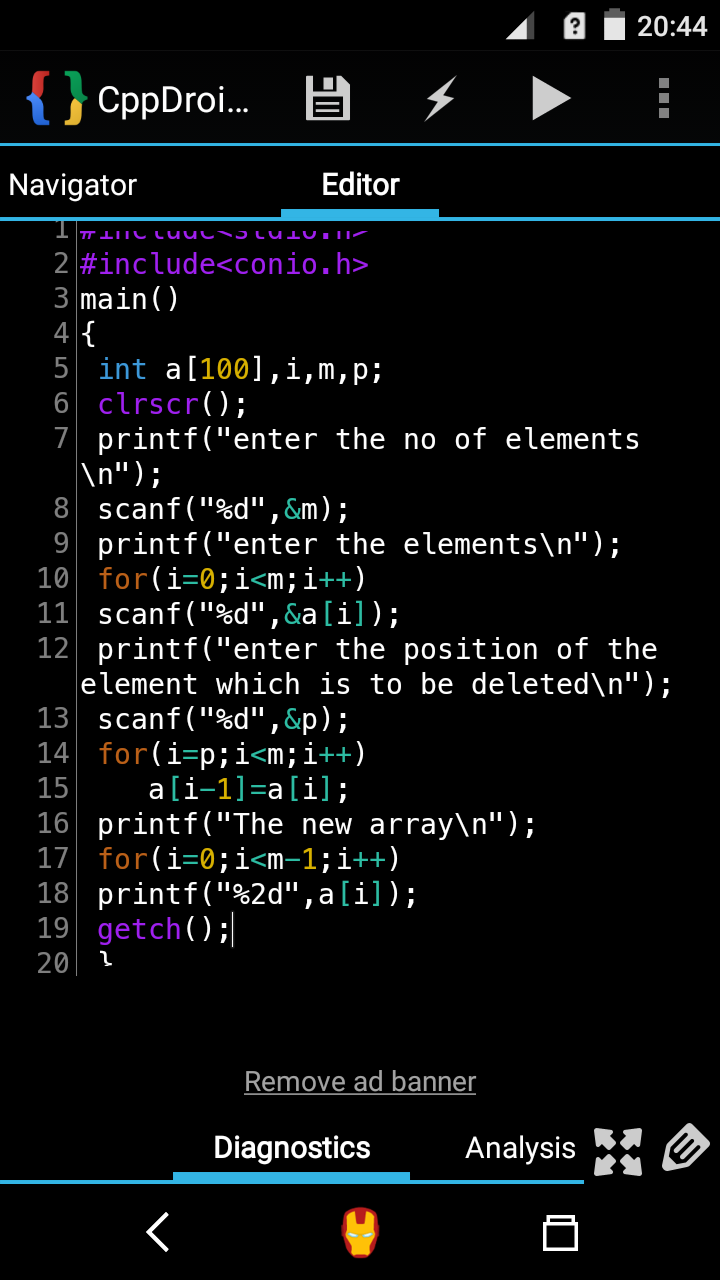 20:44
CppDroi...
Navigator Editor
1 #include<stdio.h>
2 #include<conio.h>
3 main()
4 {
5 int a[100],i,m,p;
6 clrscr();
7 printf("enter the no of elements
\n");
8 scanf("%d",&m);
9 printf("enter the elements\n");
10 for(i=0;i<m;i++)
11 scanf("%d",&a[i]);
12 printf("enter the position of the
element which is to be deleted\n");
13 scanf("%d",&p);
14 for(i=p;i<m;i++)
15 a[i-1]=a[i];
16 printf("The new array\n");
17 for(i=0;i<m-1;i++)
18 printf("%2d",a[i]);
19 getch();
20 }
Remove ad banner
Diagnostics Analysis